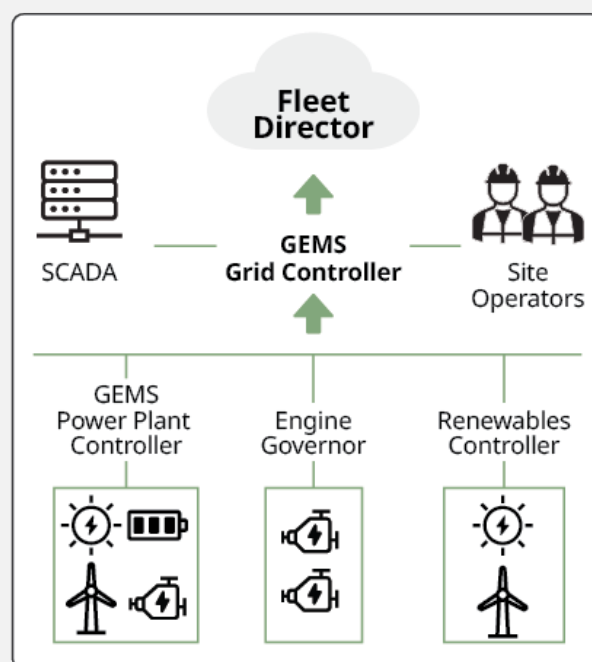 Fleet
Director
GEMS
Grid Controller
SCADA
Site
Operators
GEMS
Power Plant
Controller
Engine
Governor
Renewables
Controller